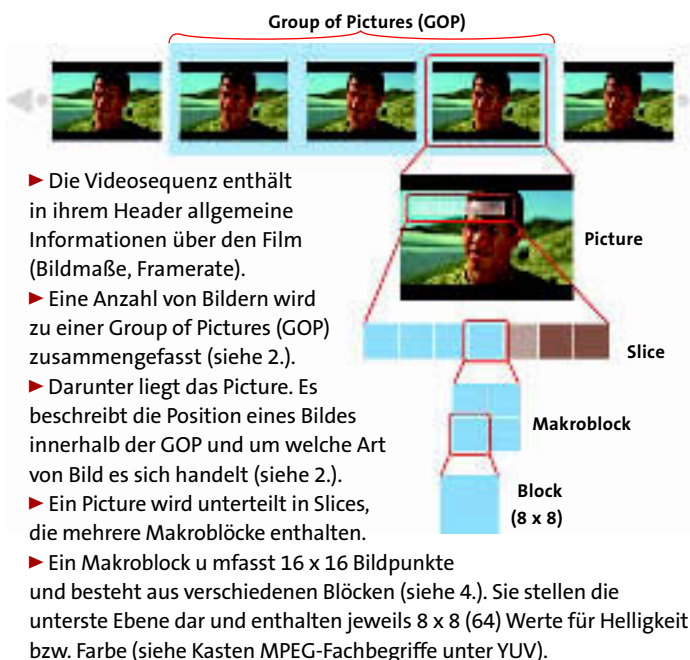 Group of Pictures (GOP)
► Die Videosequenz enthält
in ihrem Header allgemeine
Informationen über den Film
(Bildmaße, Framerate).
► Eine Anzahl von Bildern wird
zu einer Group of Pictures (GOP)
zusammengefasst (siehe 2.).
► Darunter liegt das Picture. Es
beschreibt die Position eines Bildes
innerhalb der GOP und um welche Art
von Bild es sich handelt (siehe 2.).
► Ein Picture wird unterteilt in Slices,
die mehrere Makroblöcke enthalten.
► Ein Makroblock u mfasst 16 x 16 Bildpunkte
und besteht aus verschiedenen Blöcken (siehe 4.). Sie stellen die
unterste Ebene dar und enthalten jeweils 8 x 8 (64) Werte für Helligkeit
bzw. Farbe (siehe Kasten MPEG-Fachbegriffe unter YUV).
Picture
Slice
Makroblock
Block
(8 x 8)